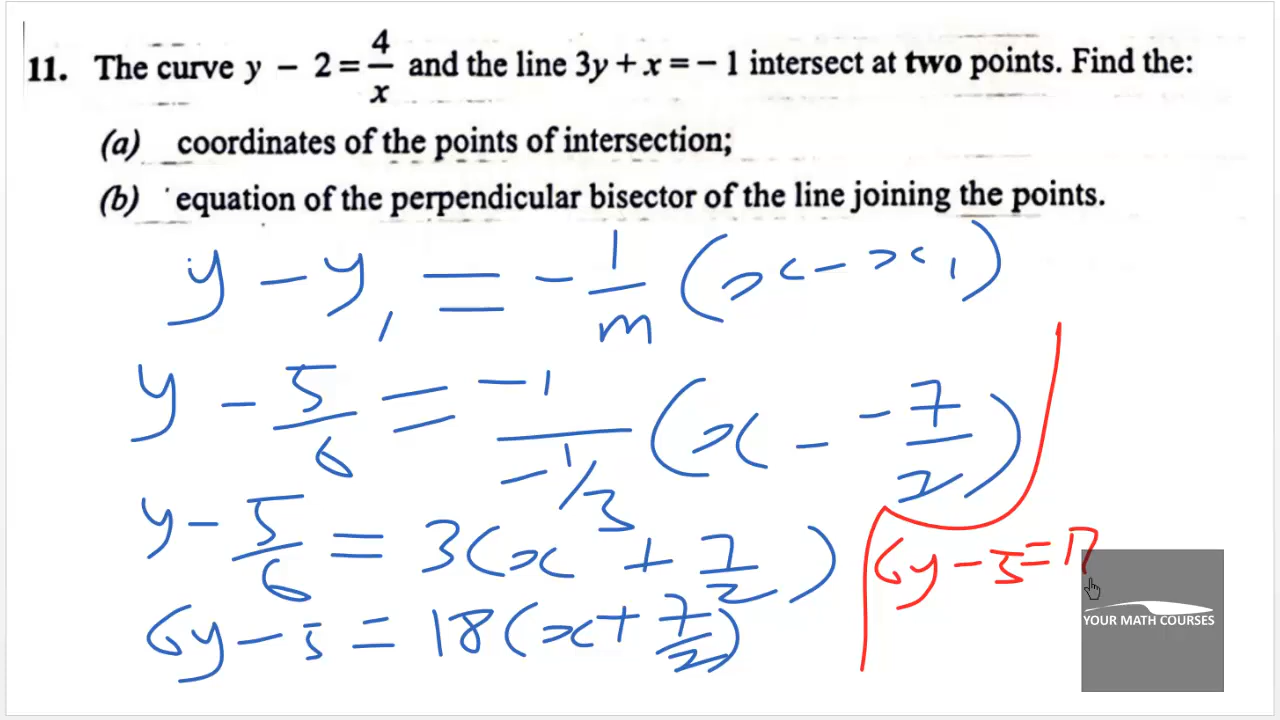 11. The curve y - 2 = 4/x and the line 3y + x = - 1 intersect at two points. Find the:
(a) coordinates of the points of intersection;
(b) equation of the perpendicular bisector of the line joining the points.
y - y₁ = - 1/m (x - x₁)
y - 5/6 = -1/-1/3 (x - -7/2)
y - 5/6 = 3(x + 7/2)
6y - 5 = 18(x + 7/2)
6y - 5 =
YOUR MATH COURSES